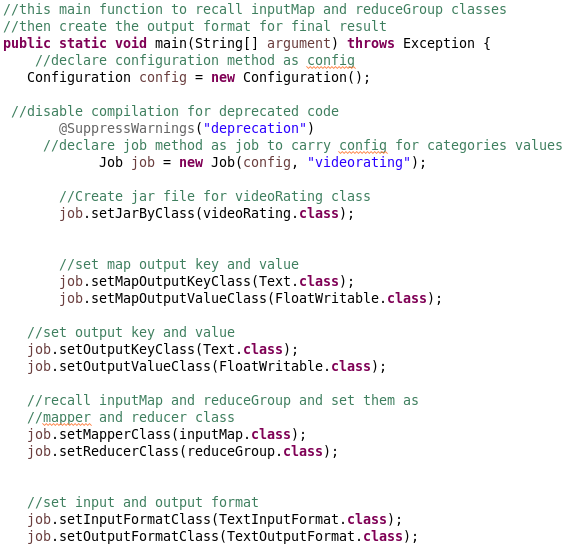 //this main function to recall inputMap and reduceGroup classes
//then create the output format for final result
public static void main(String[] argument) throws Exception {
//declare configuration method as config
Configuration config = new Configuration();
//disable compilation for deprecated code
@SuppressWarnings("deprecation")
//declare job method as job to carry config for categories values
Job job = new Job(config, "videorating");
//Create jar file for videoRating class
job.setJarByClass(videoRating.class);
//set map output key and value
job.setMapOutputKeyClass(Text.class);
job.setMapOutputValueClass(FloatWritable.class);
//set output key and value
job.setOutputKeyClass(Text.class);
job.setOutputValueClass(FloatWritable.class);
//recall inputMap and reduceGroup and set them as
//mapper and reducer class
job.setMapperClass(inputMap.class);
job.setReducerClass(reduceGroup.class);
//set input and output format
job.setInputFormatClass(TextInputFormat.class);
job.setOutputFormatClass(TextOutputFormat.class);